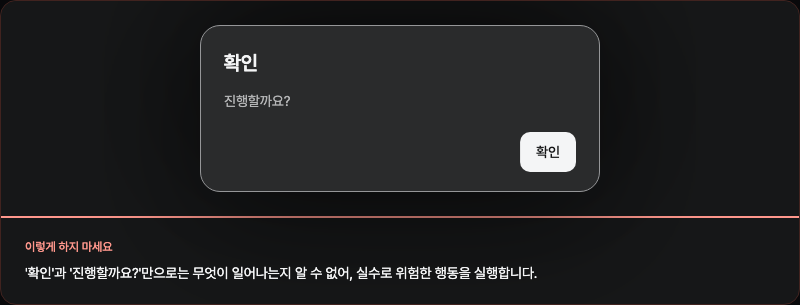 확인
진행할까요?
확인
이렇게 하지 마세요
'확인'과 '진행할까요?'만으로는 무엇이 일어나는지 알 수 없어, 실수로 위험한 행동을 실행합니다.